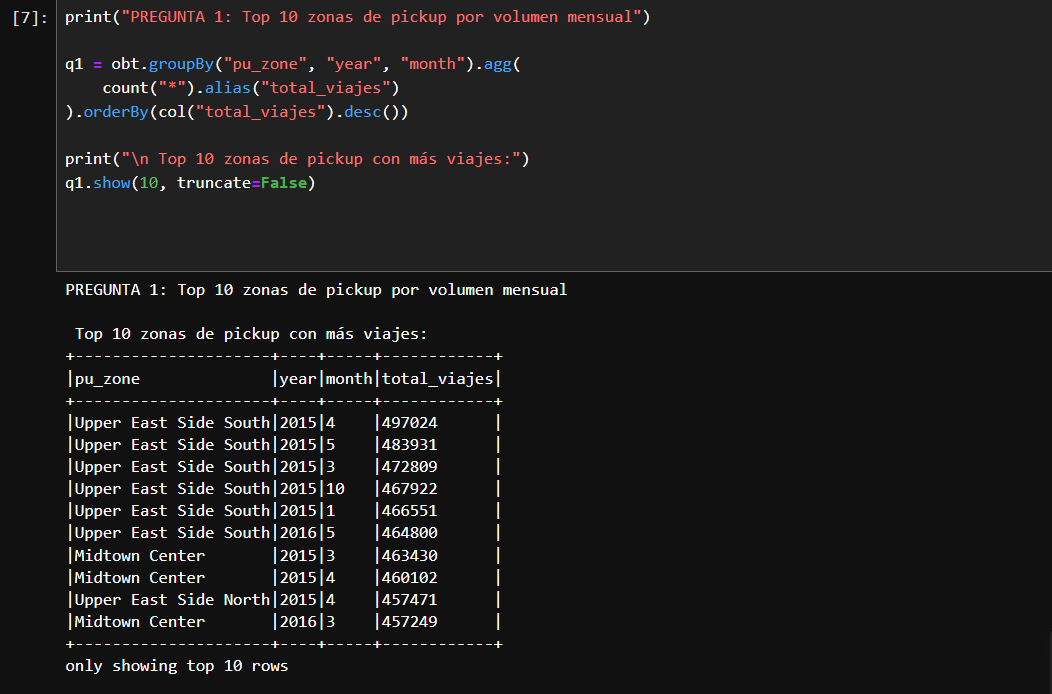 [7]: print("PREGUNTA 1: Top 10 zonas de pickup por volumen mensual")
q1 = obt.groupBy("pu_zone", "year", "month").agg(
    count("*").alias("total_viajes")
).orderBy(col("total_viajes").desc())
print("\n Top 10 zonas de pickup con más viajes:")
q1.show(10, truncate=False)
PREGUNTA 1: Top 10 zonas de pickup por volumen mensual
 Top 10 zonas de pickup con más viajes:
+---------------------+----+-----+------------+
|pu_zone              |year|month|total_viajes|
+---------------------+----+-----+------------+
|Upper East Side South|2015|4    |497024      |
|Upper East Side South|2015|5    |483931      |
|Upper East Side South|2015|3    |472809      |
|Upper East Side South|2015|10   |467922      |
|Upper East Side South|2015|1    |466551      |
|Upper East Side South|2016|5    |464800      |
|Midtown Center       |2015|3    |463430      |
|Midtown Center       |2015|4    |460102      |
|Upper East Side North|2015|4    |457471      |
|Midtown Center       |2016|3    |457249      |
+---------------------+----+-----+------------+
only showing top 10 rows